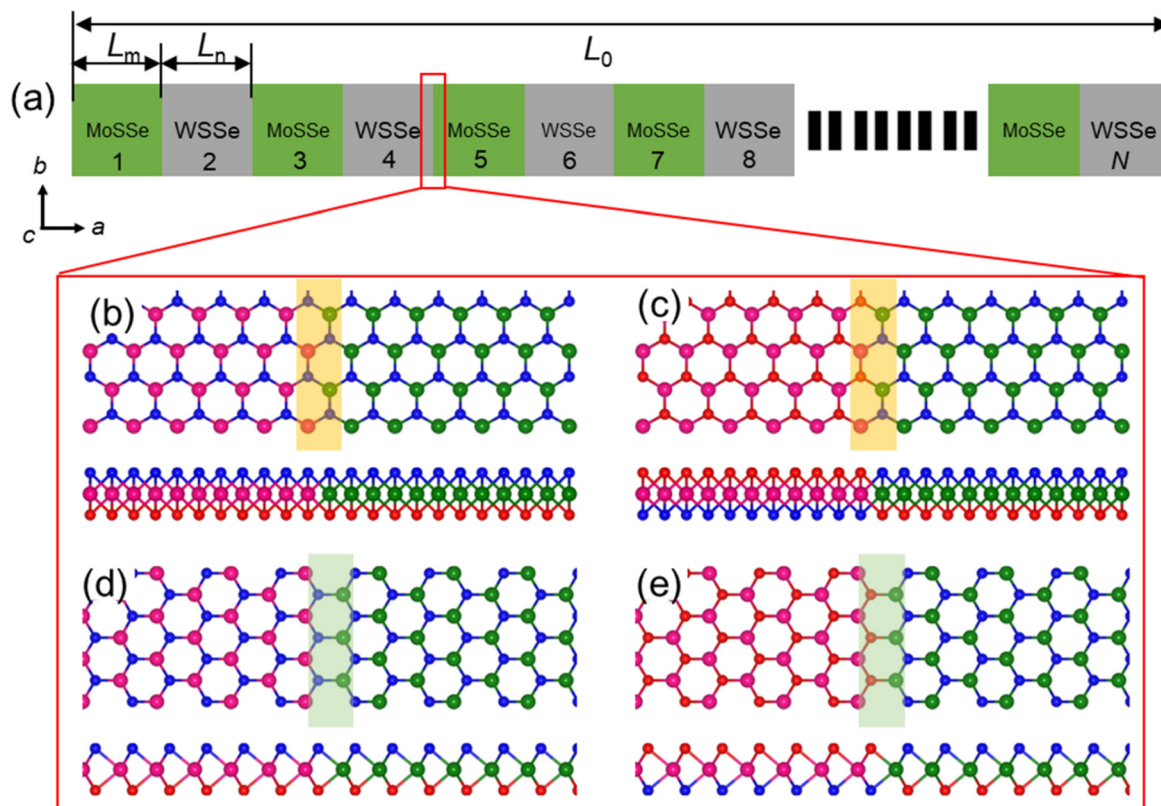 Lm Ln L0
(a)
MoSSe WSSe MoSSe WSSe MoSSe WSSe MoSSe WSSe MoSSe WSSe
1 2 3 4 5 6 7 8 N
b
c a
(b) (c)
(d) (e)